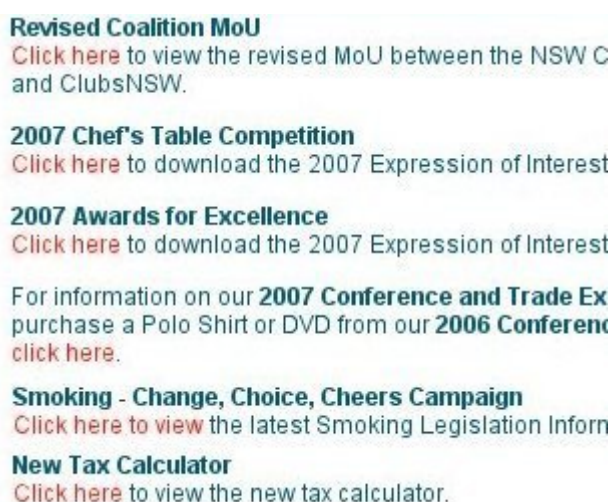 Revised Coalition MoU
Click here to view the revised MoU between the NSW C
and ClubsNSW.
2007 Chef's Table Competition
Click here to download the 2007 Expression of Interest
2007 Awards for Excellence
Click here to download the 2007 Expression of Interest
For information on our 2007 Conference and Trade Ex
purchase a Polo Shirt or DVD from our 2006 Conferenc
click here.
Smoking - Change, Choice, Cheers Campaign
Click here to view the latest Smoking Legislation Inform
New Tax Calculator
Click here to view the new tax calculator.